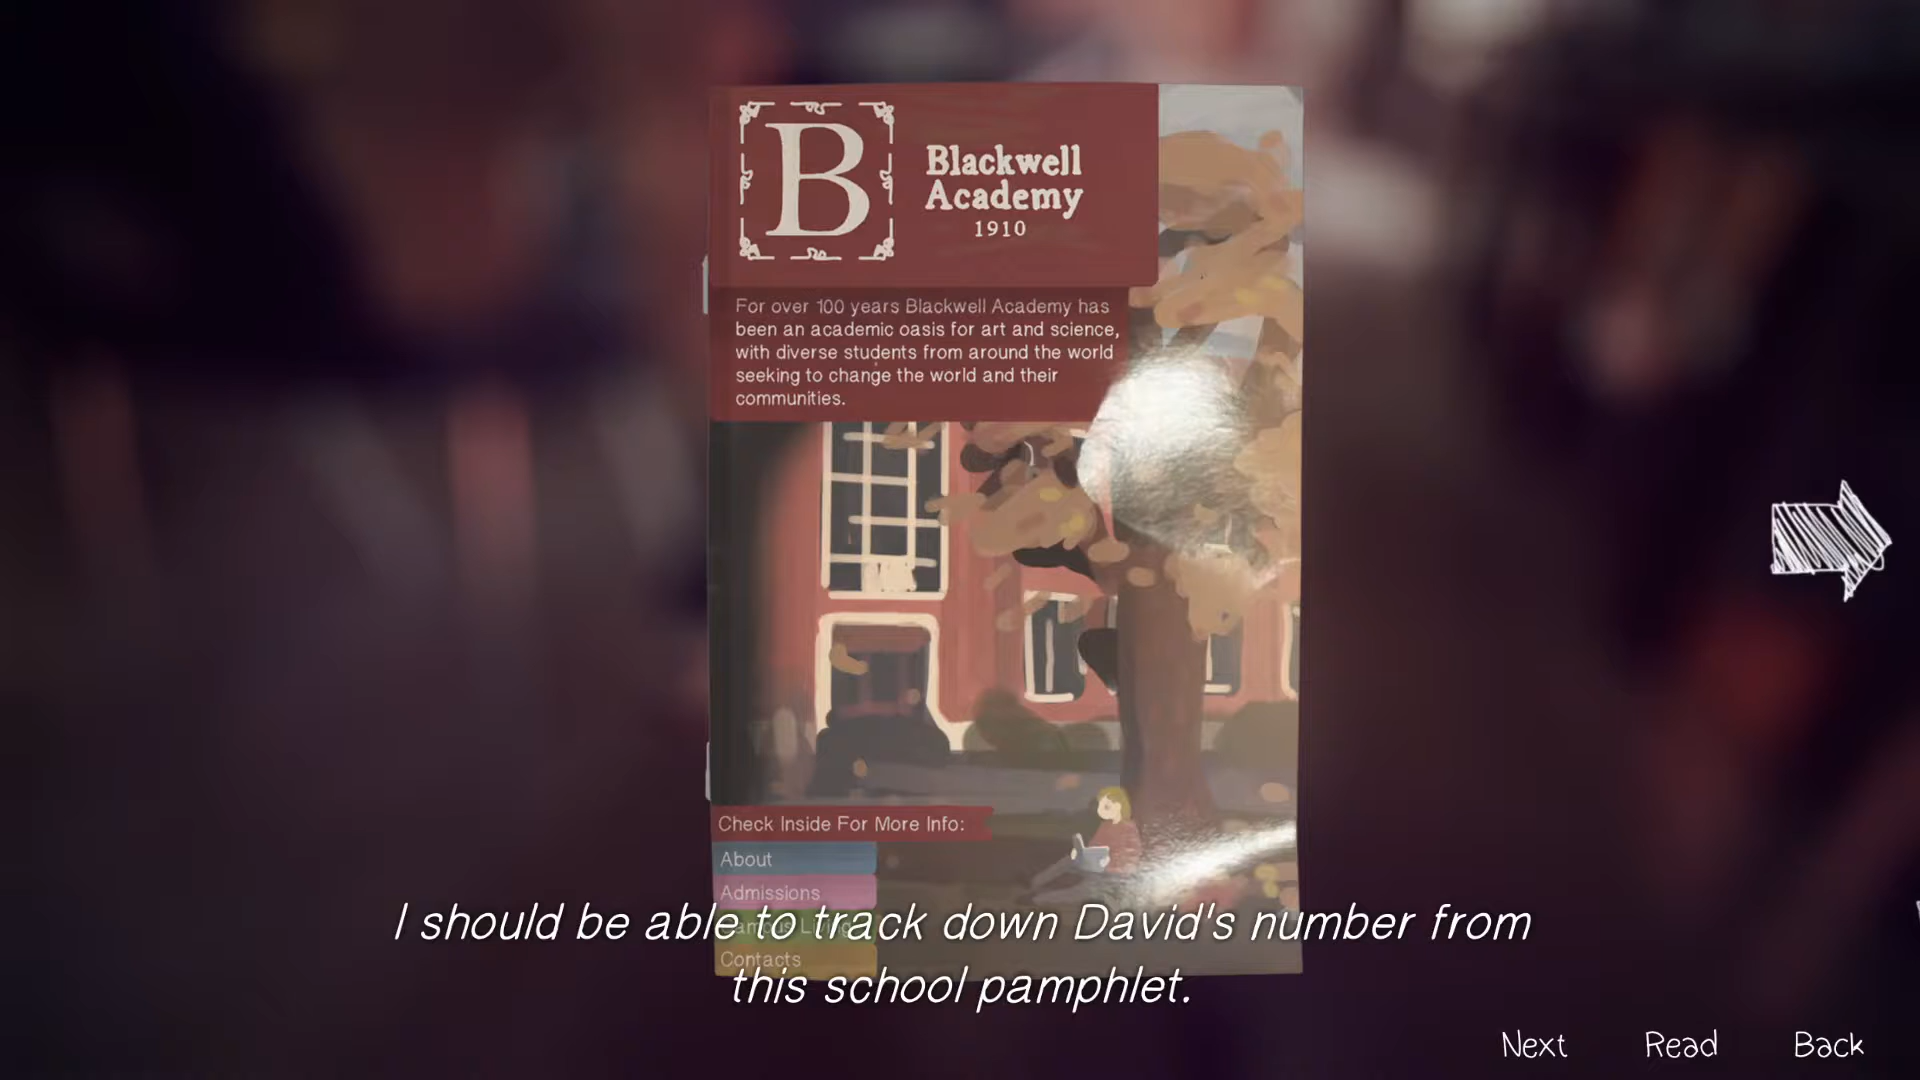 B
Blackwell
Academy
1910
For over 100 years Blackwell Academy has
been an academic oasis for art and science,
with diverse students from around the world
seeking to change the world and their
communities.
Check Inside For More Info:
About
Admissions
Campus Living
Contacts
I should be able to track down David's number from
this school pamphlet.
Next Read Back